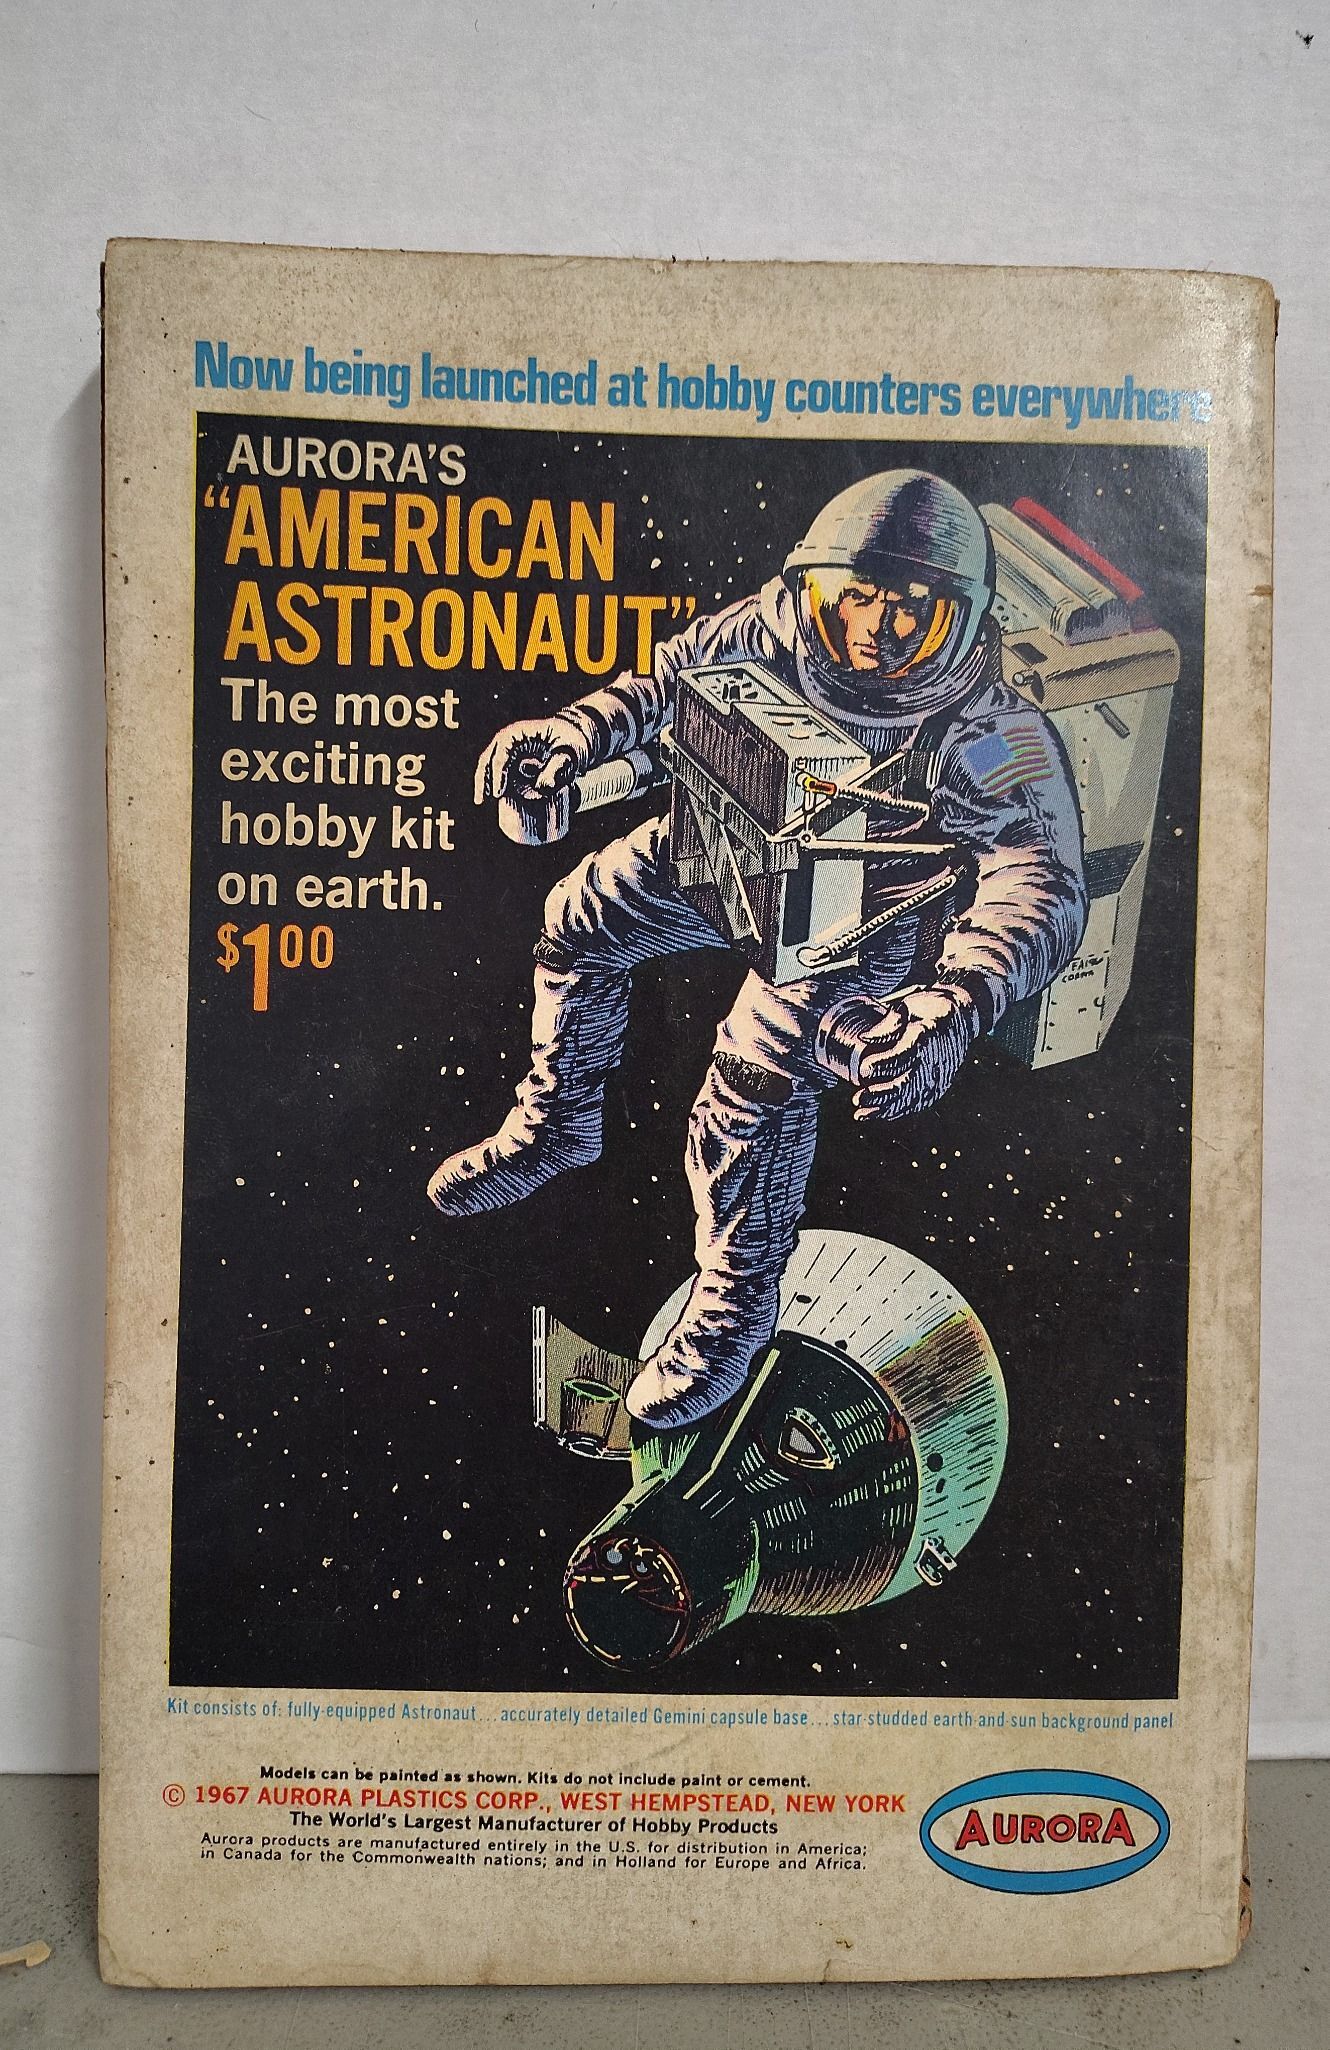 Now being launched at hobby counters everywhere
AURORA'S
"AMERICAN
ASTRONAUT"
The most
exciting
hobby kit
on earth.
$1.00
Kit consists of: fully-equipped Astronaut... accurately detailed Gemini capsule base... star-studded earth-and-sun background panel
Models can be painted as shown. Kits do not include paint or cement.
© 1967 AURORA PLASTICS CORP., WEST HEMPSTEAD, NEW YORK
The World's Largest Manufacturer of Hobby Products
Aurora products are manufactured entirely in the U.S. for distribution in America;
in Canada for the Commonwealth nations; and in Holland for Europe and Africa.
AURORA